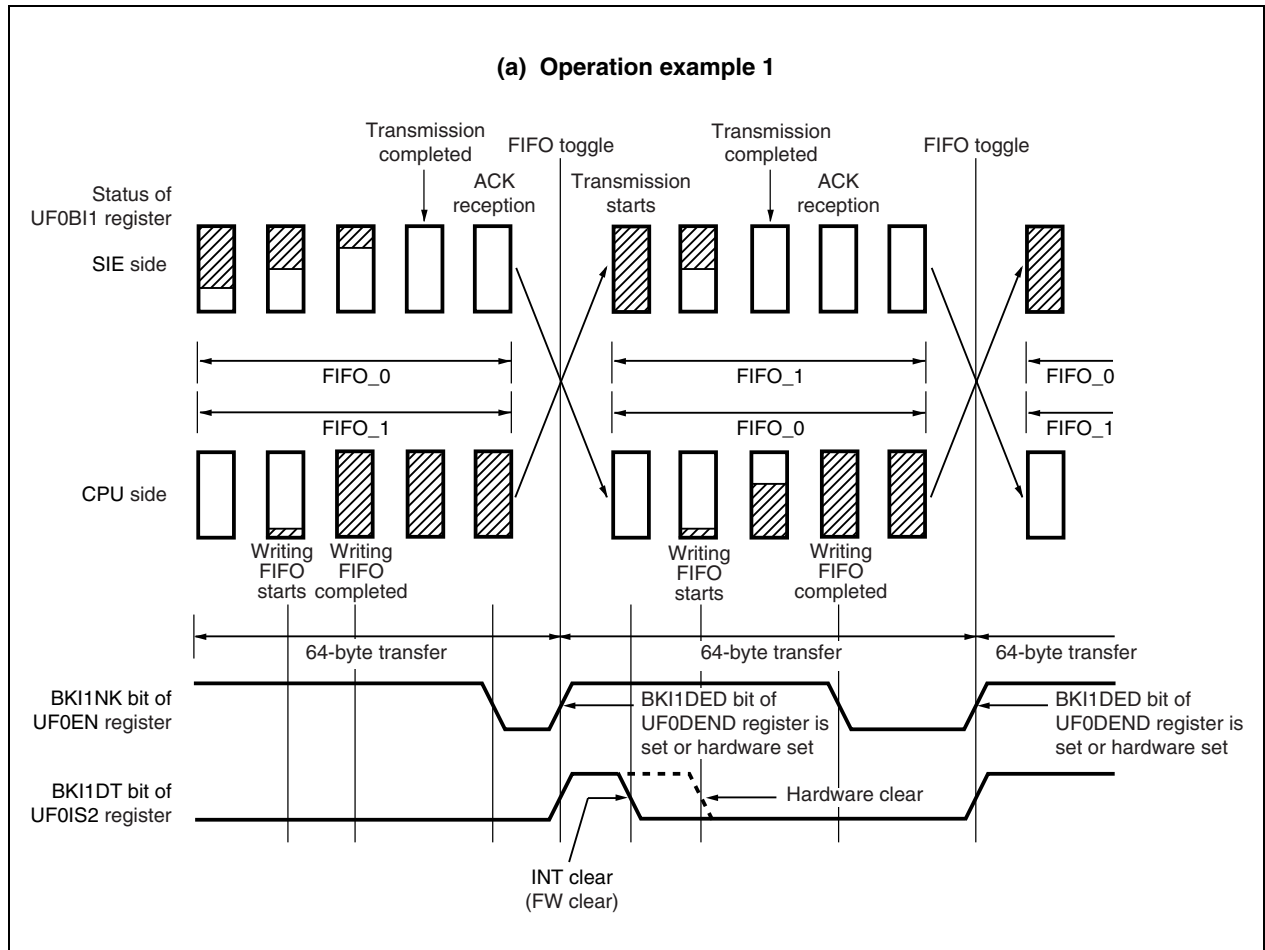 (a) Operation example 1
Transmission
completed
FIFO toggle
Transmission
completed
FIFO toggle
Status of
UF0BI1 register
ACK
reception
Transmission
starts
ACK
reception
SIE side
FIFO_0
FIFO_1
FIFO_0
FIFO_1
FIFO_0
FIFO_1
CPU side
Writing
FIFO
starts
Writing
FIFO
completed
Writing
FIFO
starts
Writing
FIFO
completed
64-byte transfer
64-byte transfer
64-byte transfer
BKI1NK bit of
UF0EN register
BKI1DED bit of
UF0DEND register is
set or hardware set
BKI1DED bit of
UF0DEND register is
set or hardware set
BKI1DT bit of
UF0IS2 register
Hardware clear
INT clear
(FW clear)